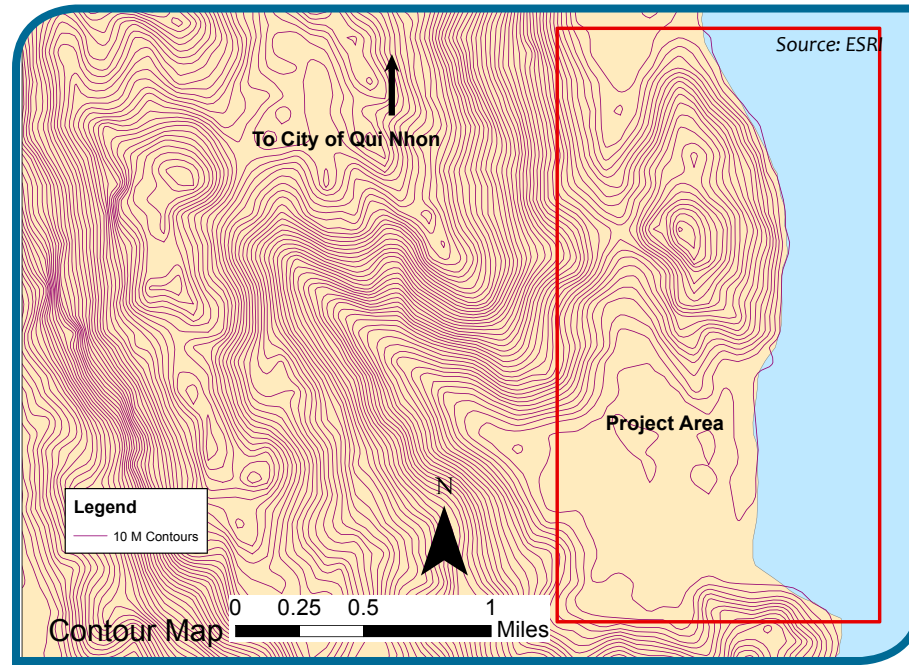 Source: ESRI
To City of Qui Nhon
Project Area
N
Legend
10 M Contours
0 0.25 0.5 1
Miles
Contour Map